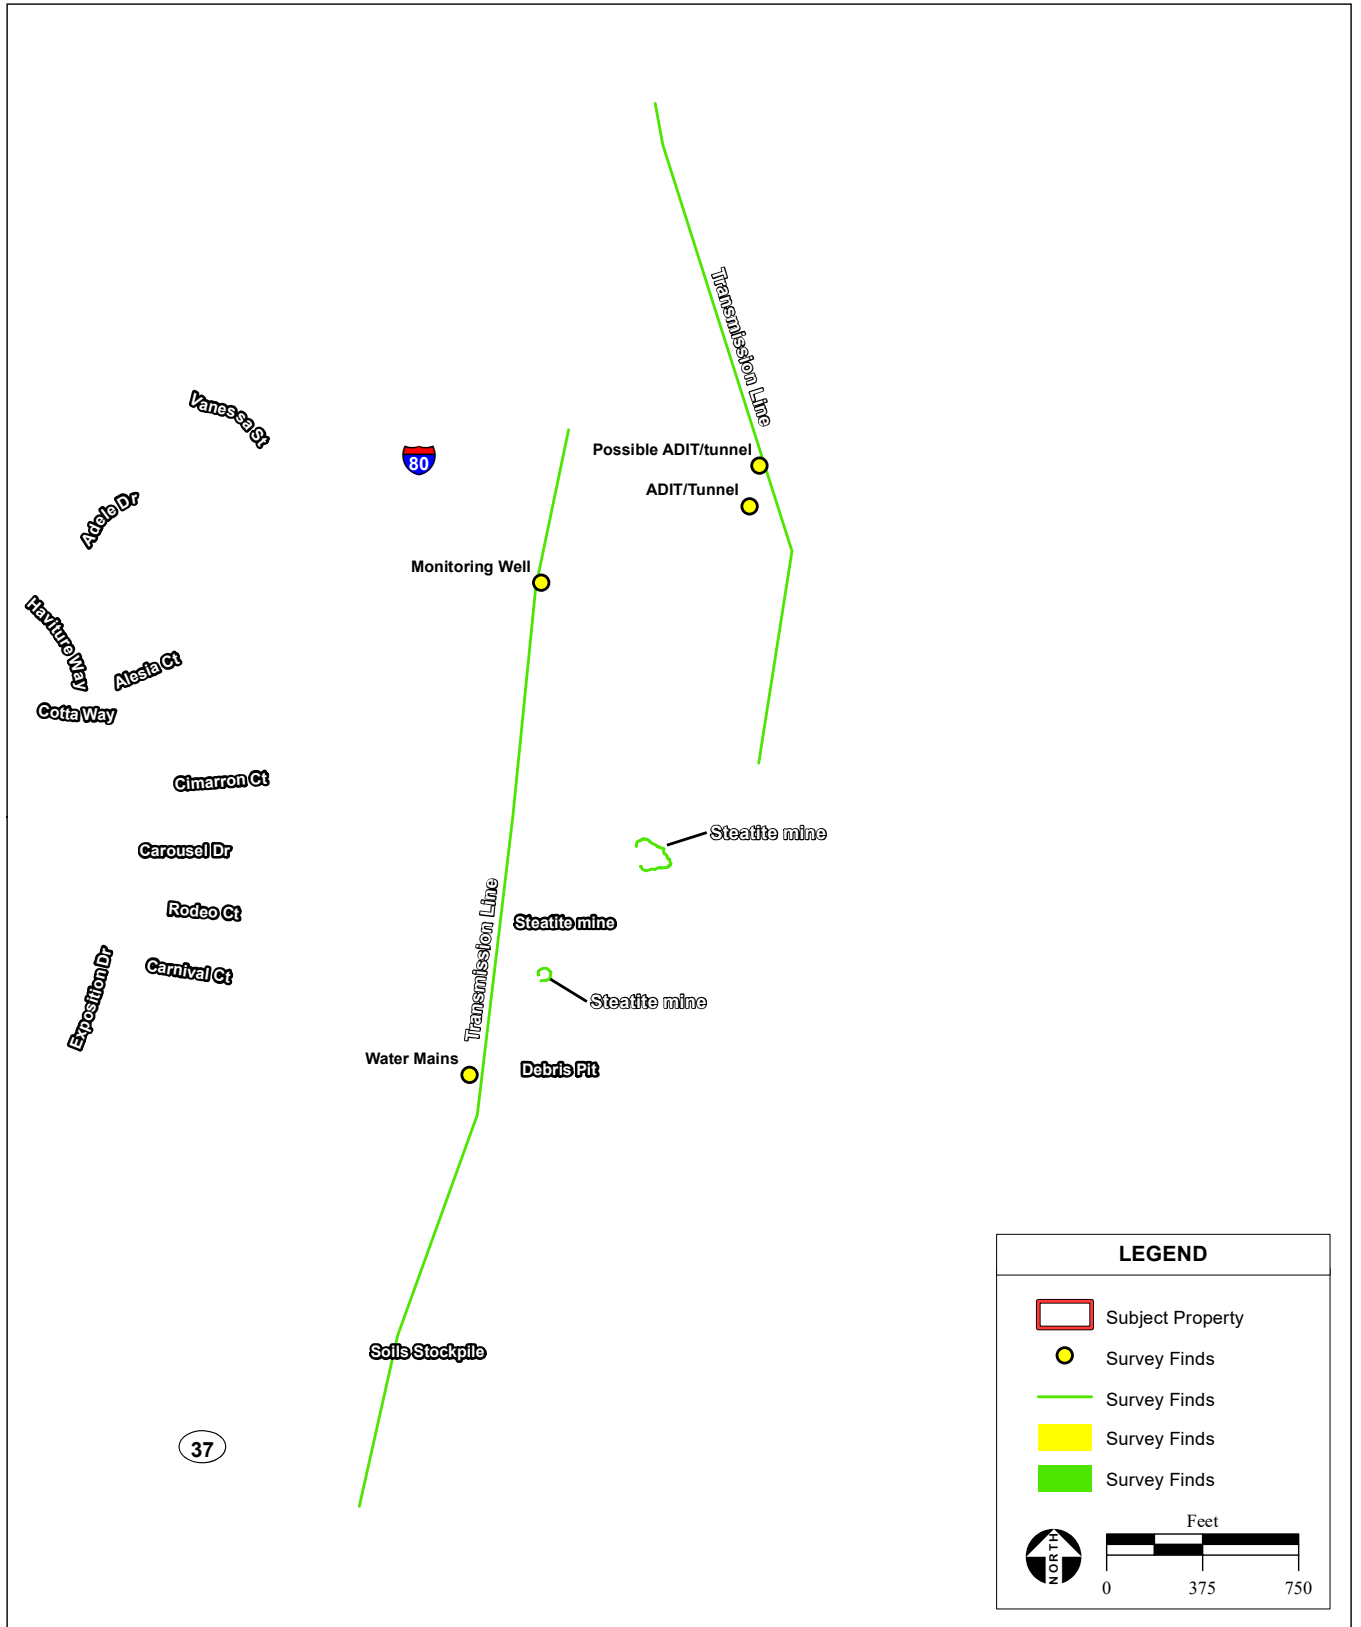 Transmission Line
Vanessa St
80
Possible ADIT/tunnel
ADIT/Tunnel
Adele Dr
Monitoring Well
Haviture Way
Alesia Ct
Cotta Way
Cimarron Ct
Steatite mine
Carousel Dr
Transmission Line
Rodeo Ct
Steatite mine
Exposition Dr
Carnival Ct
Steatite mine
Water Mains
Debris Pit
Soils Stockpile
37
LEGEND
Subject Property
Survey Finds
Survey Finds
Survey Finds
Survey Finds
NORTH
Feet
0 375 750